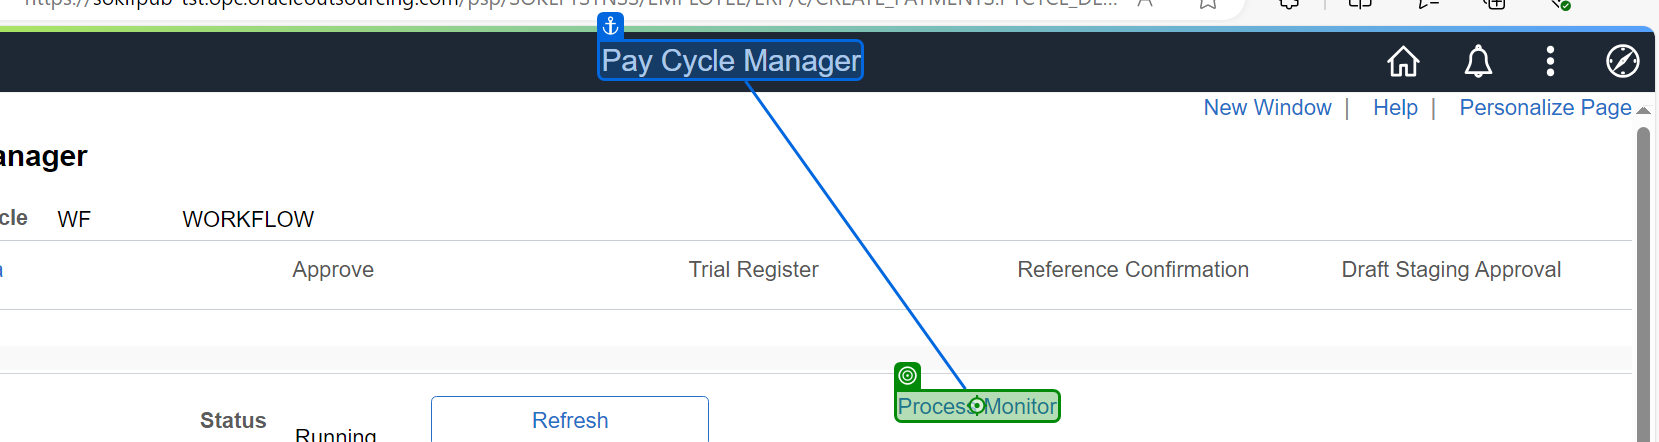 Pay Cycle Manager
New Window | Help | Personalize Page
anager
cle WF WORKFLOW
Approve Trial Register Reference Confirmation Draft Staging Approval
Process Monitor
Status Refresh
Running